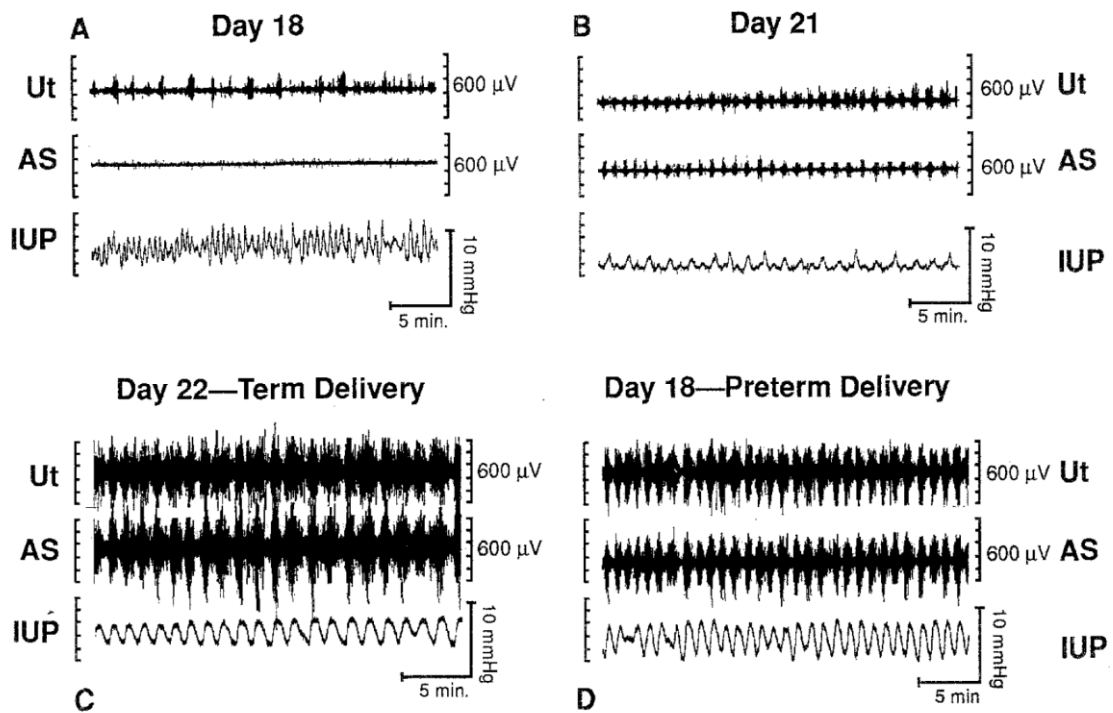 A Day 18
Ut 600 µV
AS 600 µV
IUP 10 mmHg
5 min.
B Day 21
600 µV Ut
600 µV AS
10 mmHg IUP
5 min.
Day 22—Term Delivery
Ut 600 µV
AS 600 µV
IUP 10 mmHg
5 min.
C
Day 18—Preterm Delivery
600 µV Ut
600 µV AS
10 mmHg IUP
5 min
D